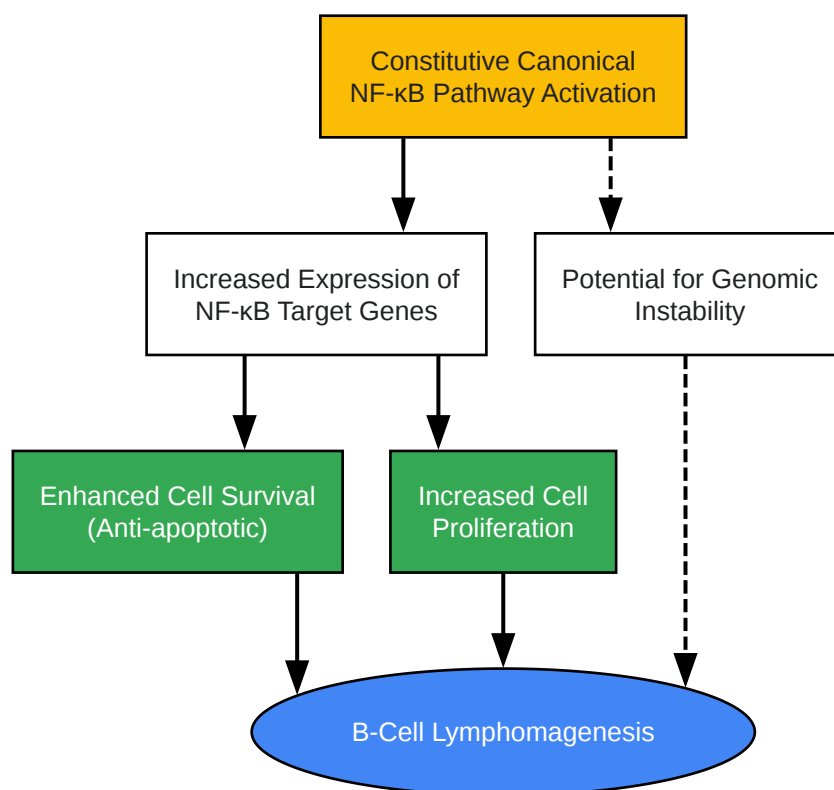 Constitutive Canonical
NF-κB Pathway Activation
Increased Expression of
NF-κB Target Genes
Potential for Genomic
Instability
Enhanced Cell Survival
(Anti-apoptotic)
Increased Cell
Proliferation
B-Cell Lymphomagenesis